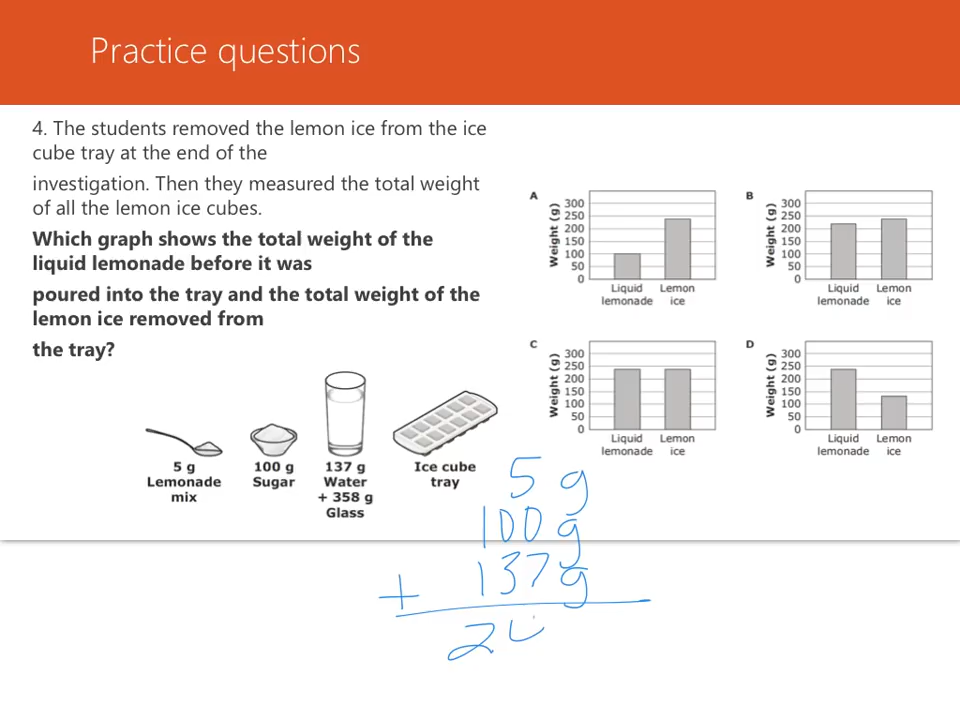 Practice questions
4. The students removed the lemon ice from the ice
cube tray at the end of the
investigation. Then they measured the total weight
of all the lemon ice cubes.
Which graph shows the total weight of the
liquid lemonade before it was
poured into the tray and the total weight of the
lemon ice removed from
the tray?
A
Weight (g)
300
250
200
150
100
50
0
Liquid lemonade
Lemon ice
B
Weight (g)
300
250
200
150
100
50
0
Liquid lemonade
Lemon ice
C
Weight (g)
300
250
200
150
100
50
0
Liquid lemonade
Lemon ice
D
Weight (g)
300
250
200
150
100
50
0
Liquid lemonade
Lemon ice
5 g
Lemonade
mix
100 g
Sugar
137 g
Water
+ 358 g
Glass
Ice cube
tray
5 g
100 g
+ 137 g
2